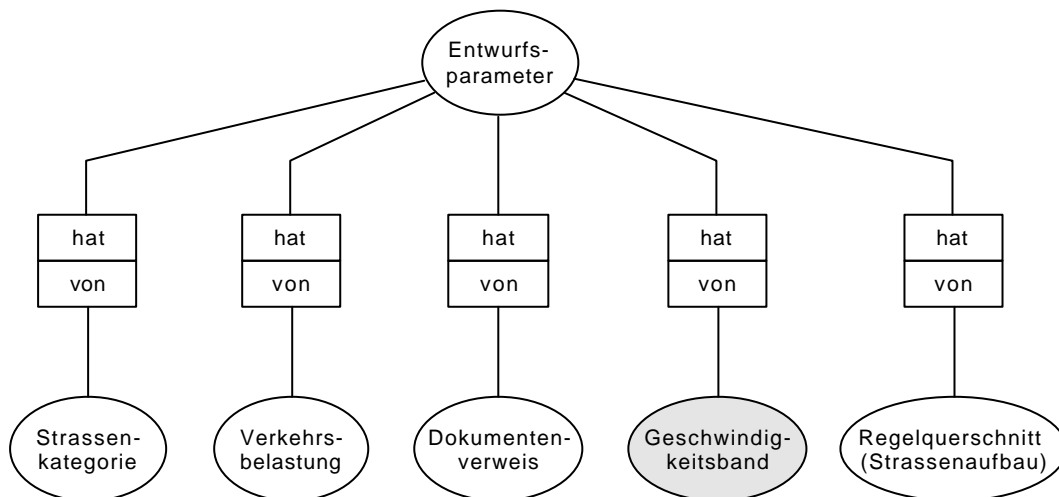 Entwurfs-
parameter
hat
hat
hat
hat
hat
von
von
von
von
von
Strassen-
kategorie
Verkehrs-
belastung
Dokumenten-
verweis
Geschwindig-
keitsband
Regelquerschnitt
(Strassenaufbau)